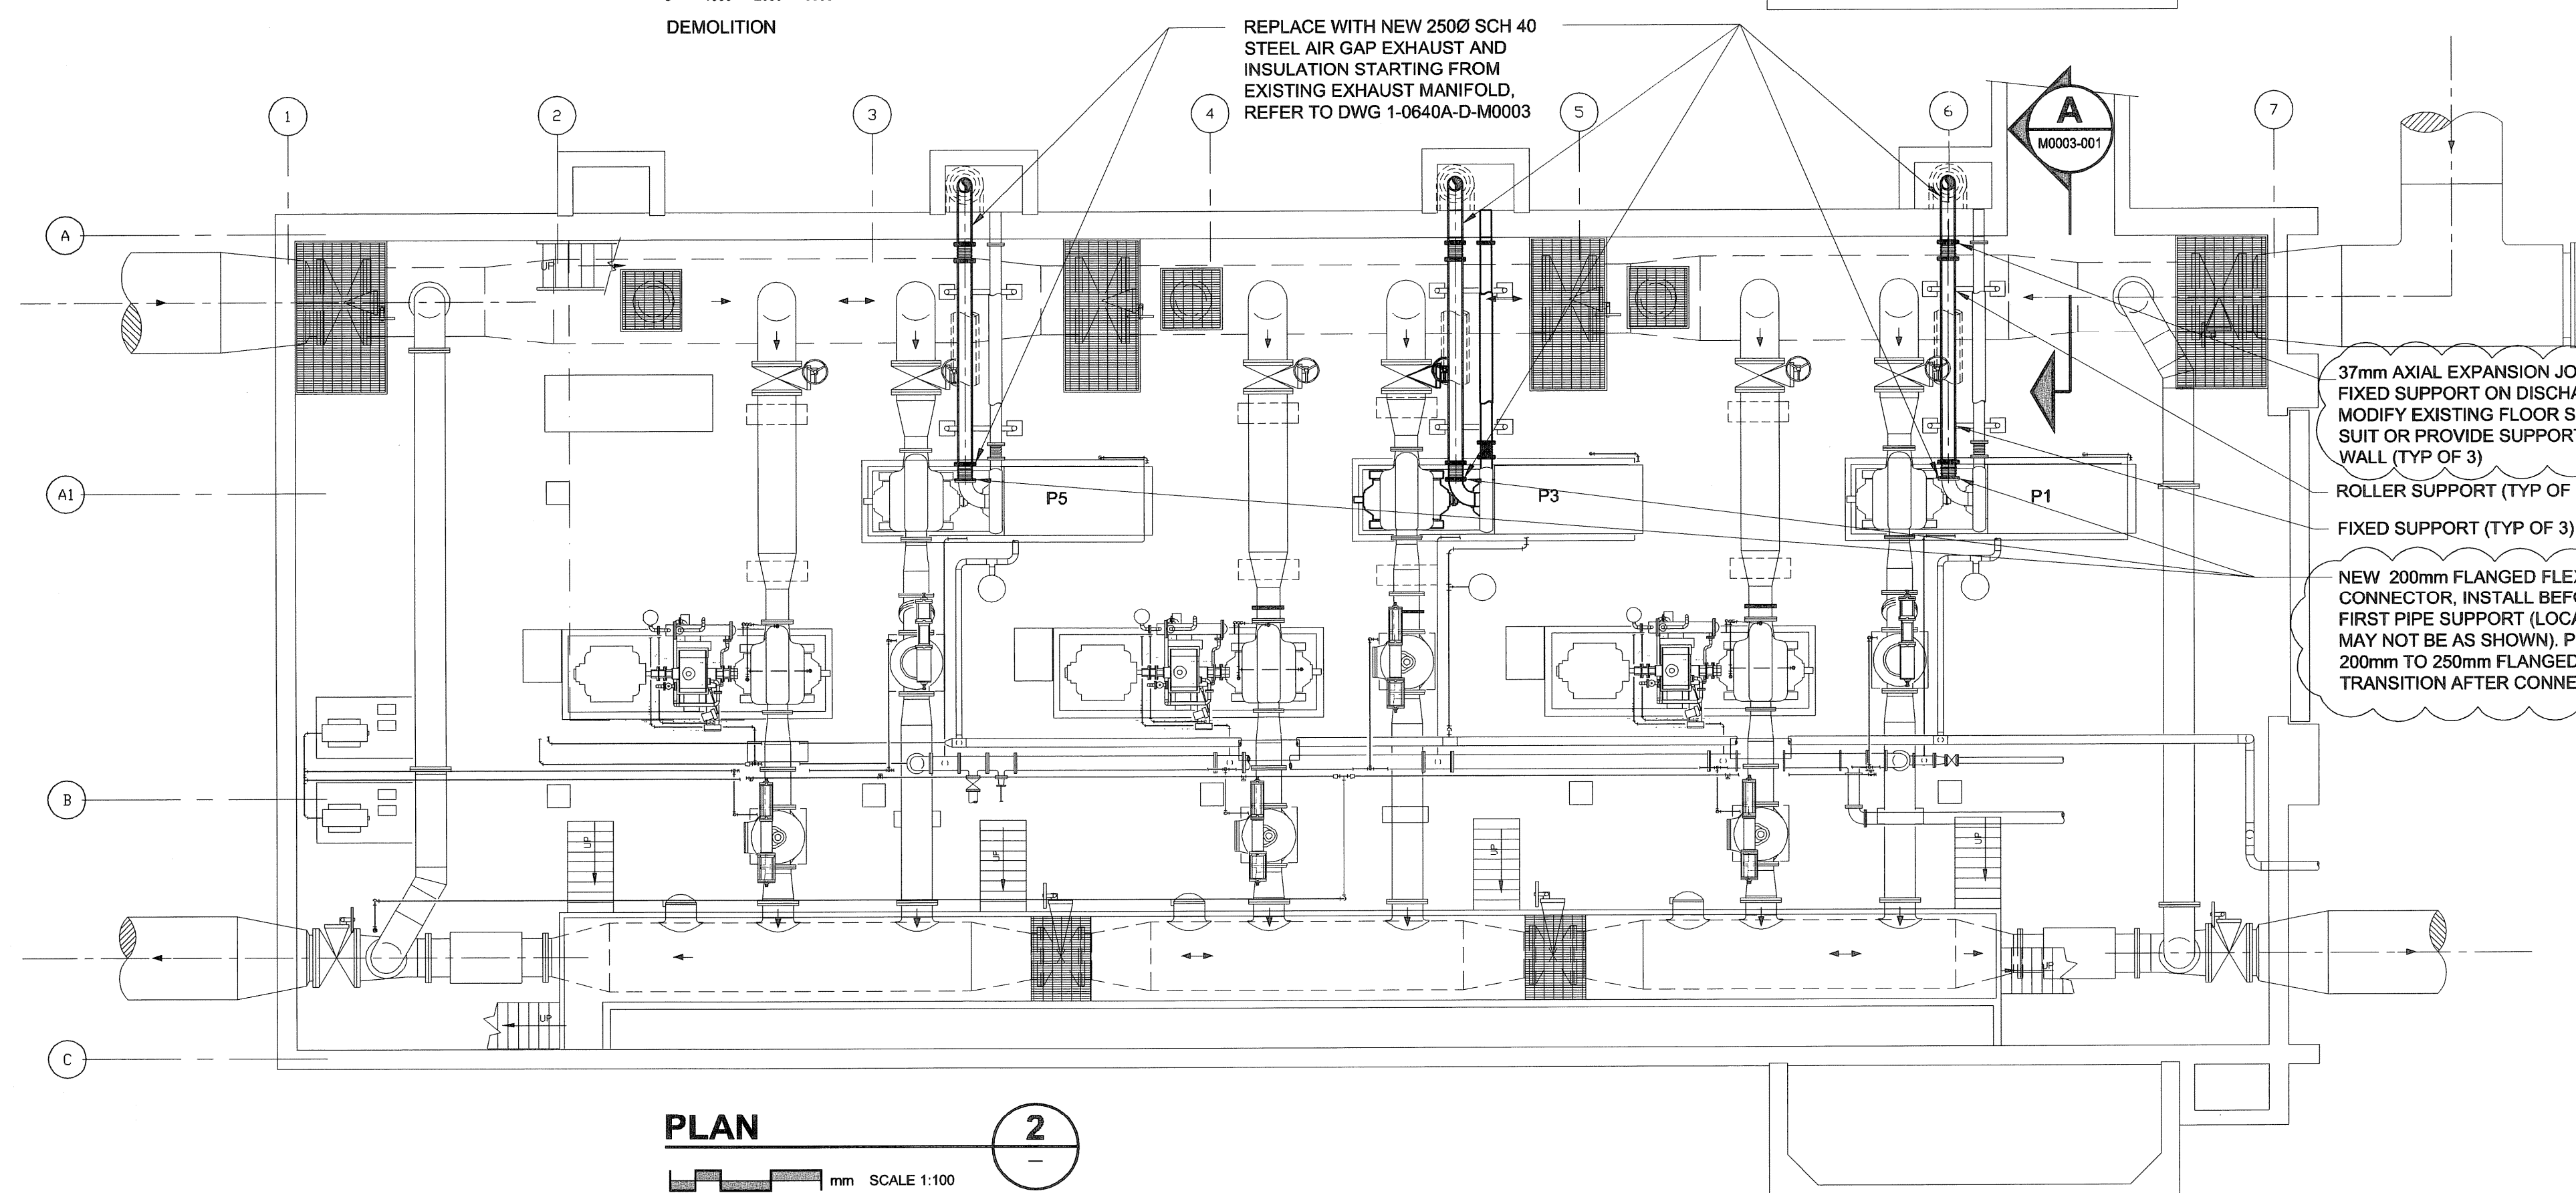 DEMOLITION
REPLACE WITH NEW 250Ø SCH 40
STEEL AIR GAP EXHAUST AND
INSULATION STARTING FROM
EXISTING EXHAUST MANIFOLD,
REFER TO DWG 1-0640A-D-M0003
1
2
3
4
5
6
7
A
M0003-001
A
UP
37mm AXIAL EXPANSION JO
FIXED SUPPORT ON DISCHA
MODIFY EXISTING FLOOR S
SUIT OR PROVIDE SUPPORT
WALL (TYP OF 3)
ROLLER SUPPORT (TYP OF
FIXED SUPPORT (TYP OF 3)
A1
P5
P3
P1
NEW 200mm FLANGED FLEX
CONNECTOR, INSTALL BEFO
FIRST PIPE SUPPORT (LOCA
MAY NOT BE AS SHOWN). P
200mm TO 250mm FLANGED
TRANSITION AFTER CONNE
B
UP
UP
UP
UP
UP
UP
C
PLAN
2
mm SCALE 1:100